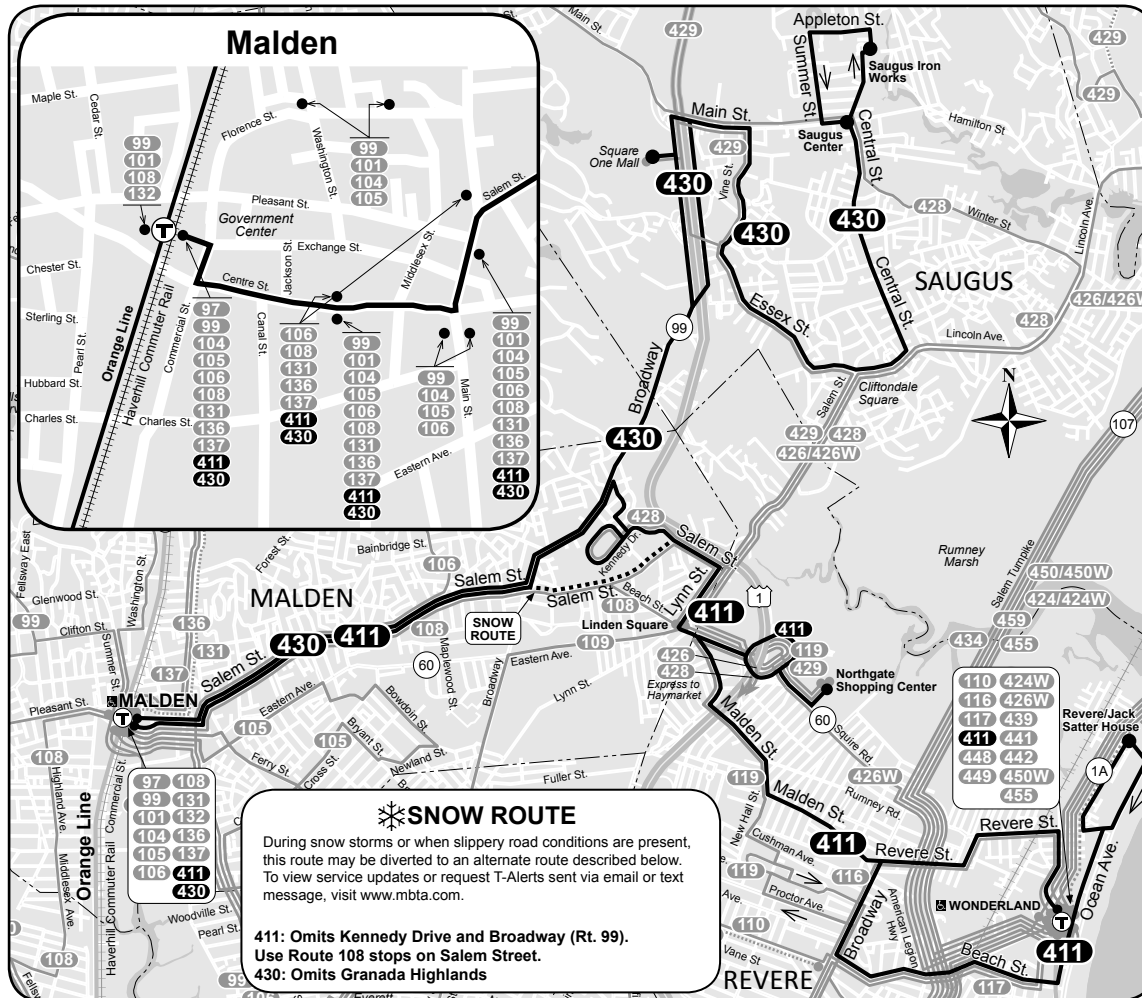 Malden
Maple St.
Cedar St.
Florence St.
Washington St.
99
101
108
132
99
101
104
105
Pleasant St.
Government
Center
Exchange St.
Salem St.
Middlesex St.
Jackson St.
T
Chester St.
Centre St.
Sterling St.
Pearl St.
Orange Line
Haverhill Commuter Rail
Commercial St.
Canal St.
Main St.
Hubbard St.
Charles St.
Charles St.
Eastern Ave.
97
99
104
105
106
108
131
136
137
411
430
106
108
131
136
137
411
430
99
101
104
105
106
108
131
136
137
411
430
99
104
105
106
99
101
104
105
106
108
131
136
137
411
430
Main St.
429
Appleton St.
Summer St.
Saugus Iron
Works
429
429
Main St.
Saugus
Center
Central St
Hamilton St
Square
One Mall
429
430
Vine St.
430
430
428
Winter St.
Lincoln Ave.
SAUGUS
Central St.
426/426W
428
Lincoln Ave.
Essex St.
99
Broadway
Salem St.
Cliftondale
Square
N
107
430
429
428
426/426W
428
Kennedy Dr.
Salem St.
Rumney
Marsh
Salem Turnpike
450/450W
424/424W
459
434
455
Fellsway East
Washington St.
Forest St.
Bainbridge St.
106
Salem St.
Salem St.
Beach St.
108
SNOW
ROUTE
Linden Square
Lynn St.
411
1
411
119
429
Northgate
Shopping Center
60
Squire Rd.
Glenwood St.
99
Clifton St.
Summer St.
MALDEN
136
131
137
430
411
108
60
Maplewood St.
109
Eastern Ave.
Broadway
Lynn St.
426
428
Express to
Haymarket
Salem St.
MALDEN
Pleasant St.
T
Eastern Ave.
105
Ferry St.
105
Cross St.
Bryant St.
Bowdoin St.
Newland St.
Fuller St.
Malden St.
110 424W
116 426W
117 439
411 441
448 442
449 450W
455
Revere/Jack
Satter House
1A
108
Highland Ave.
Commercial St.
Middlesex Ave.
Orange Line
Haverhill Commuter Rail
97 108
99 131
101 132
104 136
105 137
106 411
430
Woodville St.
Pearl St.
108
99
Everett
119
New Hall St.
Malden St.
426W
Rumney Rd.
411
Cushman Ave.
119
116
Proctor Ave.
Ave.
110
Vane St.
Revere St.
Revere St.
Broadway
American Legion
Hwy
WONDERLAND
T
Ocean Ave.
411
Beach St.
117
REVERE
SNOW ROUTE
During snow storms or when slippery road conditions are present,
this route may be diverted to an alternate route described below.
To view service updates or request T-Alerts sent via email or text
message, visit www.mbta.com.
411: Omits Kennedy Drive and Broadway (Rt. 99).
Use Route 108 stops on Salem Street.
430: Omits Granada Highlands